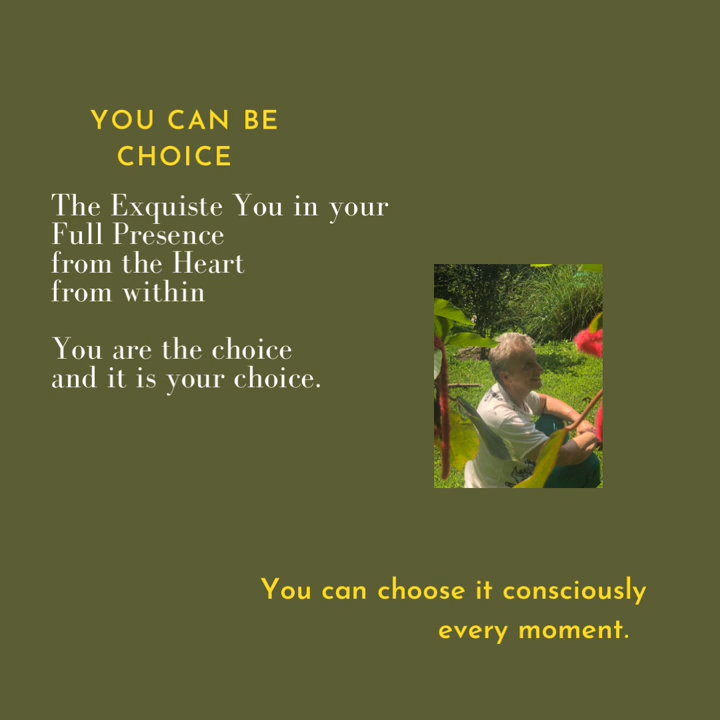 YOU CAN BE
CHOICE
The Exquiste You in your
Full Presence
from the Heart
from within
You are the choice
and it is your choice.
You can choose it consciously
every moment.